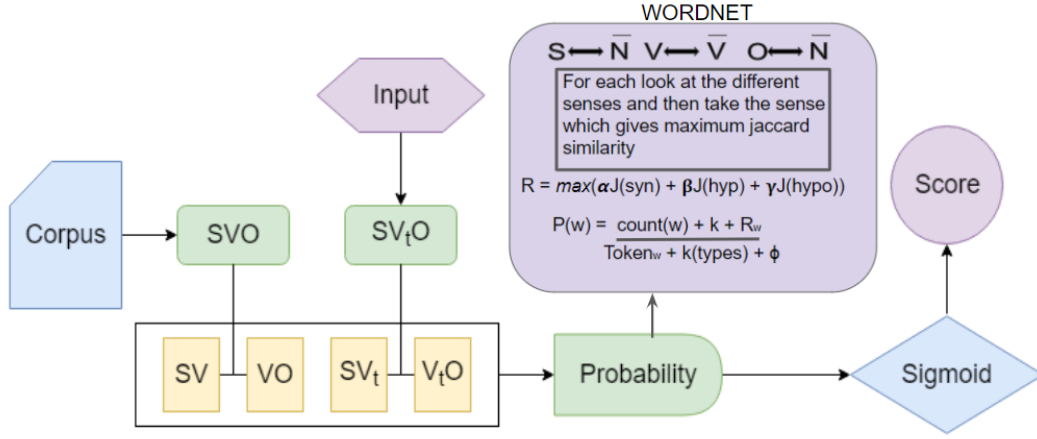 WORDNET
S⟷N̅ V⟷V̅ O⟷N̅
For each look at the different
senses and then take the sense
which gives maximum jaccard
similarity
R = max(αJ(syn) + βJ(hyp) + γJ(hypo))
P(w) = count(w) + k + Rw
Tokenw + k(types) + ϕ
Input
Corpus
SVO
SVtO
Score
SV
VO
SVt
VtO
Probability
Sigmoid